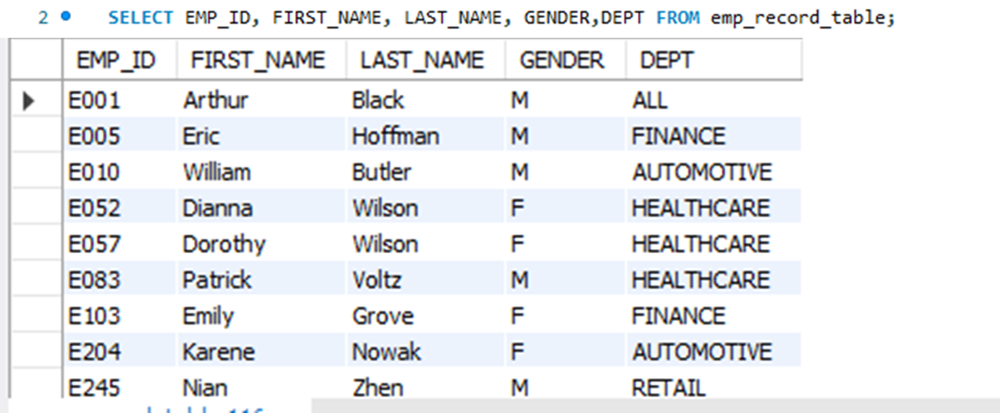 2 SELECT EMP_ID, FIRST_NAME, LAST_NAME, GENDER,DEPT FROM emp_record_table;
EMP_ID FIRST_NAME LAST_NAME GENDER DEPT
E001 Arthur Black M ALL
E005 Eric Hoffman M FINANCE
E010 William Butler M AUTOMOTIVE
E052 Dianna Wilson F HEALTHCARE
E057 Dorothy Wilson F HEALTHCARE
E083 Patrick Voltz M HEALTHCARE
E103 Emily Grove F FINANCE
E204 Karene Nowak F AUTOMOTIVE
E245 Nian Zhen M RETAIL